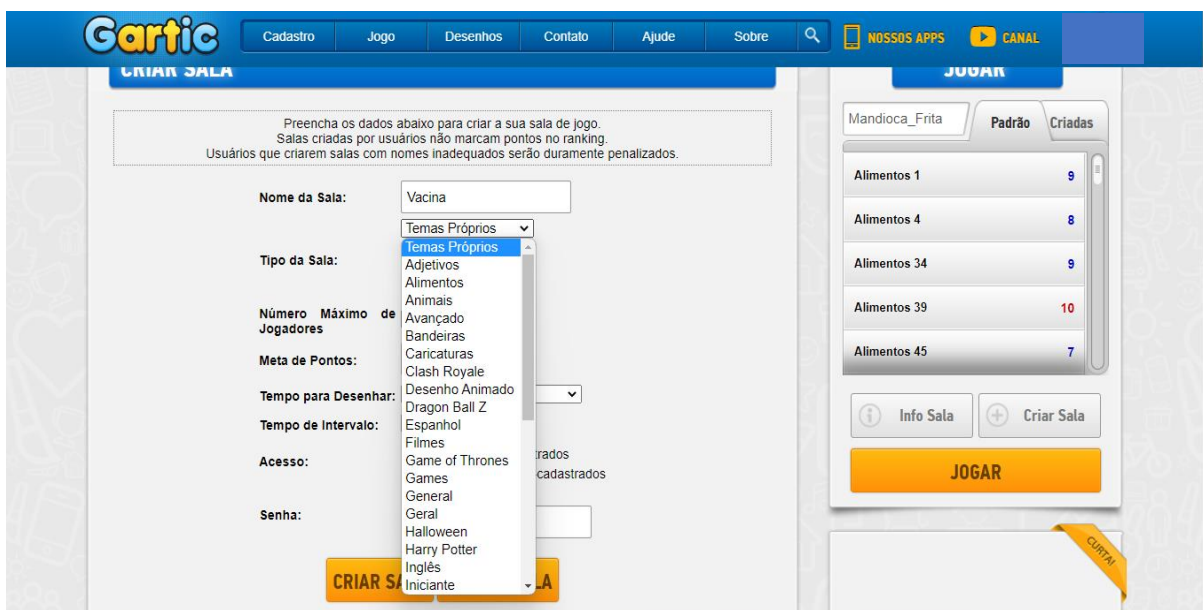 Gartic
Cadastro
Jogo
Desenhos
Contato
Ajude
Sobre
NOSSOS APPS
CANAL
CRIAR SALA
Preencha os dados abaixo para criar a sua sala de jogo.
Salas criadas por usuários não marcam pontos no ranking.
Usuários que criarem salas com nomes inadequados serão duramente penalizados.
Nome da Sala:
Vacina
Temas Próprios
Tipo da Sala:
Número Máximo de
Jogadores
Meta de Pontos:
Tempo para Desenhar:
Tempo de Intervalo:
Acesso:
Senha:
Temas Próprios
Adjetivos
Alimentos
Animais
Avançado
Bandeiras
Caricaturas
Clash Royale
Desenho Animado
Dragon Ball Z
Espanhol
Filmes
Game of Thrones
Games
General
Geral
Halloween
Harry Potter
Inglês
Iniciante
trados
cadastrados
CRIAR SA
LA
JOGAR
Mandioca_Frita
Padrão
Criadas
Alimentos 1 9
Alimentos 4 8
Alimentos 34 9
Alimentos 39 10
Alimentos 45 7
Info Sala
Criar Sala
JOGAR
CURTA!